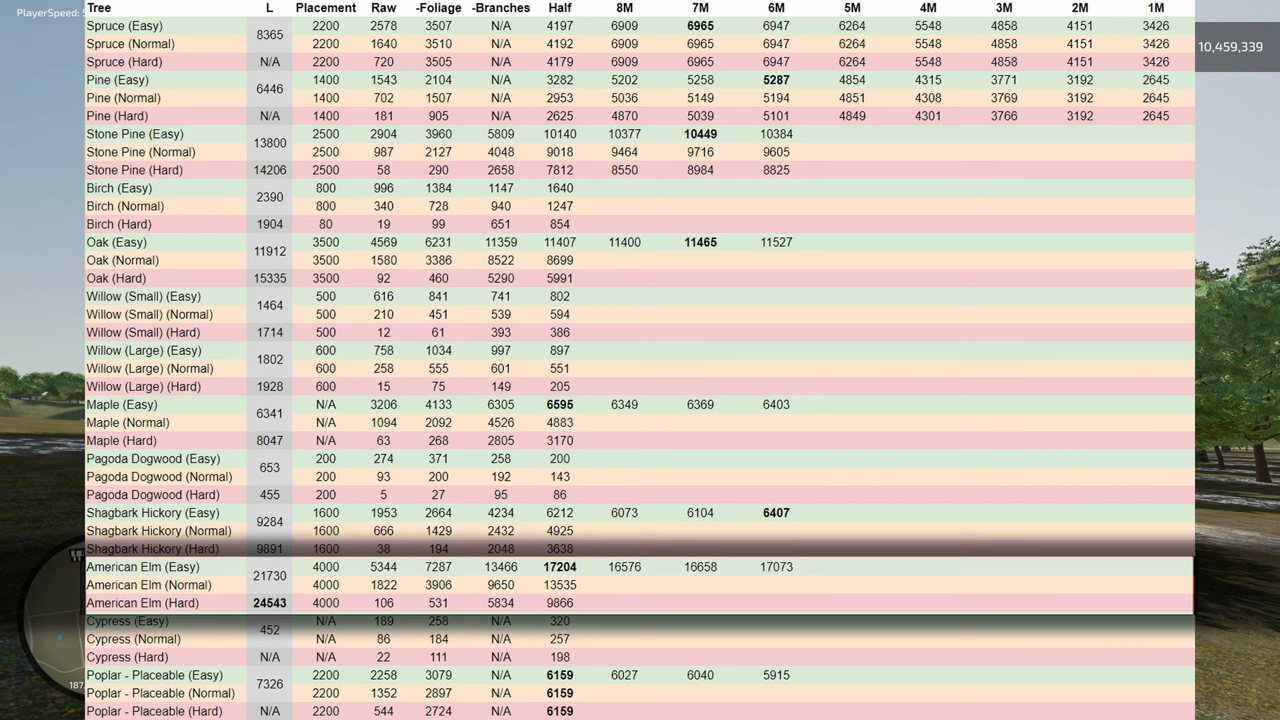 PlayerSpeed:
Tree L Placement Raw -Foliage -Branches Half 8M 7M 6M 5M 4M 3M 2M 1M
Spruce (Easy) 8365 2200 2578 3507 N/A 4197 6909 6965 6947 6264 5548 4858 4151 3426
Spruce (Normal) 2200 1640 3510 N/A 4192 6909 6965 6947 6264 5548 4858 4151 3426
10,459,339
Spruce (Hard) N/A 2200 720 3505 N/A 4179 6909 6965 6947 6264 5548 4858 4151 3426
Pine (Easy) 6446 1400 1543 2104 N/A 3282 5202 5258 5287 4854 4315 3771 3192 2645
Pine (Normal) 1400 702 1507 N/A 2953 5036 5149 5194 4851 4308 3769 3192 2645
Pine (Hard) N/A 1400 181 905 N/A 2625 4870 5039 5101 4849 4301 3766 3192 2645
Stone Pine (Easy) 13800 2500 2904 3960 5809 10140 10377 10449 10384
Stone Pine (Normal) 2500 987 2127 4048 9018 9464 9716 9605
Stone Pine (Hard) 14206 2500 58 290 2658 7812 8550 8984 8825
Birch (Easy) 2390 800 996 1384 1147 1640
Birch (Normal) 800 340 728 940 1247
Birch (Hard) 1904 80 19 99 651 854
Oak (Easy) 11912 3500 4569 6231 11359 11407 11400 11465 11527
Oak (Normal) 3500 1580 3386 8522 8699
Oak (Hard) 15335 3500 92 460 5290 5991
Willow (Small) (Easy) 1464 500 616 841 741 802
Willow (Small) (Normal) 500 210 451 539 594
Willow (Small) (Hard) 1714 500 12 61 393 386
Willow (Large) (Easy) 1802 600 758 1034 997 897
Willow (Large) (Normal) 600 258 555 601 551
Willow (Large) (Hard) 1928 600 15 75 149 205
Maple (Easy) 6341 N/A 3206 4133 6305 6595 6349 6369 6403
Maple (Normal) N/A 1094 2092 4526 4883
Maple (Hard) 8047 N/A 63 268 2805 3170
Pagoda Dogwood (Easy) 653 200 274 371 258 200
Pagoda Dogwood (Normal) 200 93 200 192 143
Pagoda Dogwood (Hard) 455 200 5 27 95 86
Shagbark Hickory (Easy) 9284 1600 1953 2664 4234 6212 6073 6104 6407
Shagbark Hickory (Normal) 1600 666 1429 2432 4925
Shagbark Hickory (Hard) 9891 1600 38 194 2048 3638
American Elm (Easy) 21730 4000 5344 7287 13466 17204 16576 16658 17073
American Elm (Normal) 4000 1822 3906 9650 13535
American Elm (Hard) 24543 4000 106 531 5834 9866
Cypress (Easy) 452 N/A 189 258 N/A 320
Cypress (Normal) N/A 86 184 N/A 257
Cypress (Hard) N/A N/A 22 111 N/A 198
Poplar - Placeable (Easy) 7326 2200 2258 3079 N/A 6159 6027 6040 5915
187
Poplar - Placeable (Normal) 2200 1352 2897 N/A 6159
Poplar - Placeable (Hard) N/A 2200 544 2724 N/A 6159